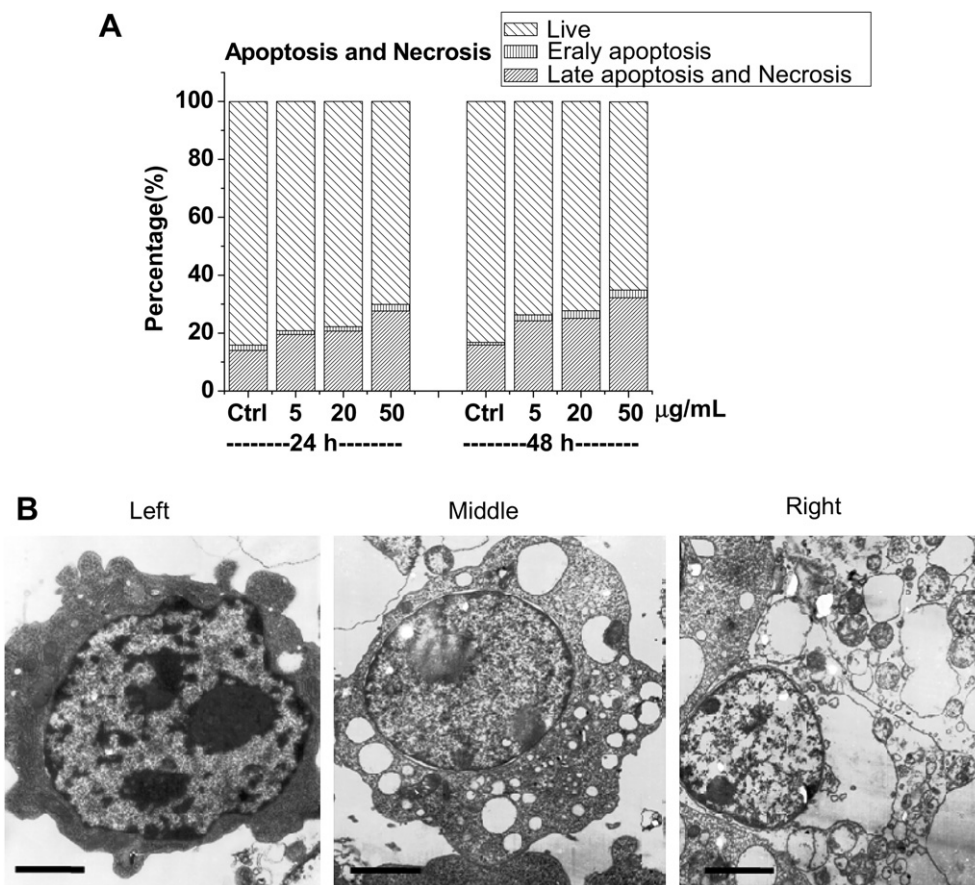 A
Live
Eraly apoptosis
Late apoptosis and Necrosis
Apoptosis and Necrosis
Percentage(%)
100
80
60
40
20
0
Ctrl 5 20 50 Ctrl 5 20 50 µg/mL
--------24 h-------- --------48 h--------
B
Left Middle Right